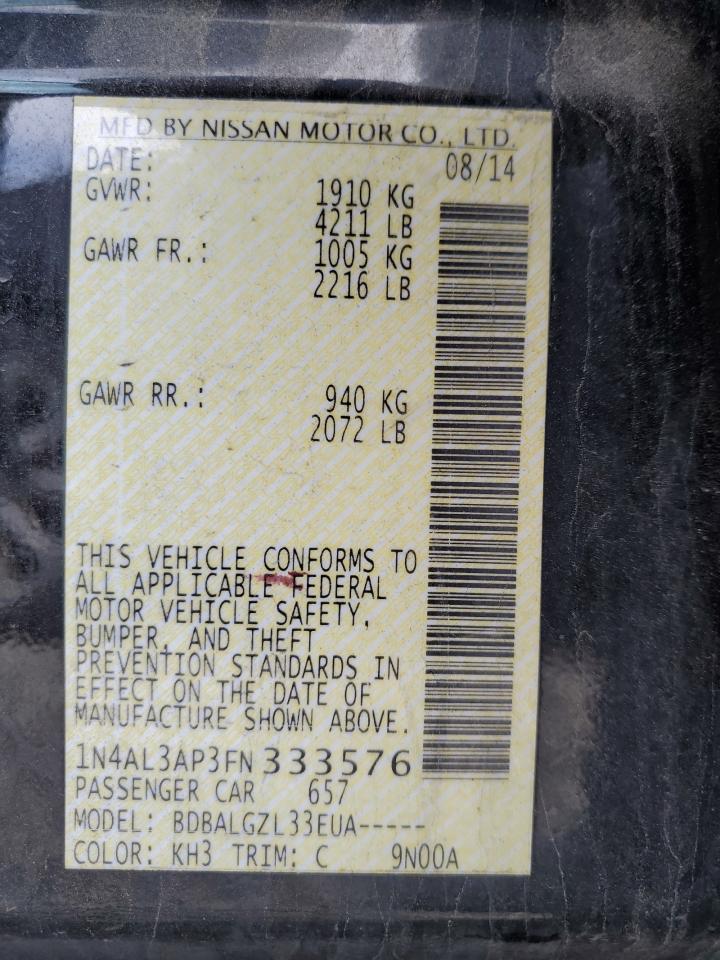 MFD BY NISSAN MOTOR CO., LTD.
DATE: 08/14
GVWR: 1910 KG
4211 LB
GAWR FR.: 1005 KG
2216 LB
GAWR RR.: 940 KG
2072 LB
THIS VEHICLE CONFORMS TO
ALL APPLICABLE FEDERAL
MOTOR VEHICLE SAFETY,
BUMPER, AND THEFT
PREVENTION STANDARDS IN
EFFECT ON THE DATE OF
MANUFACTURE SHOWN ABOVE.
1N4AL3AP3FN333576
PASSENGER CAR 657
MODEL: BDBALGZL33EUA-----
COLOR: KH3 TRIM: C 9N00A